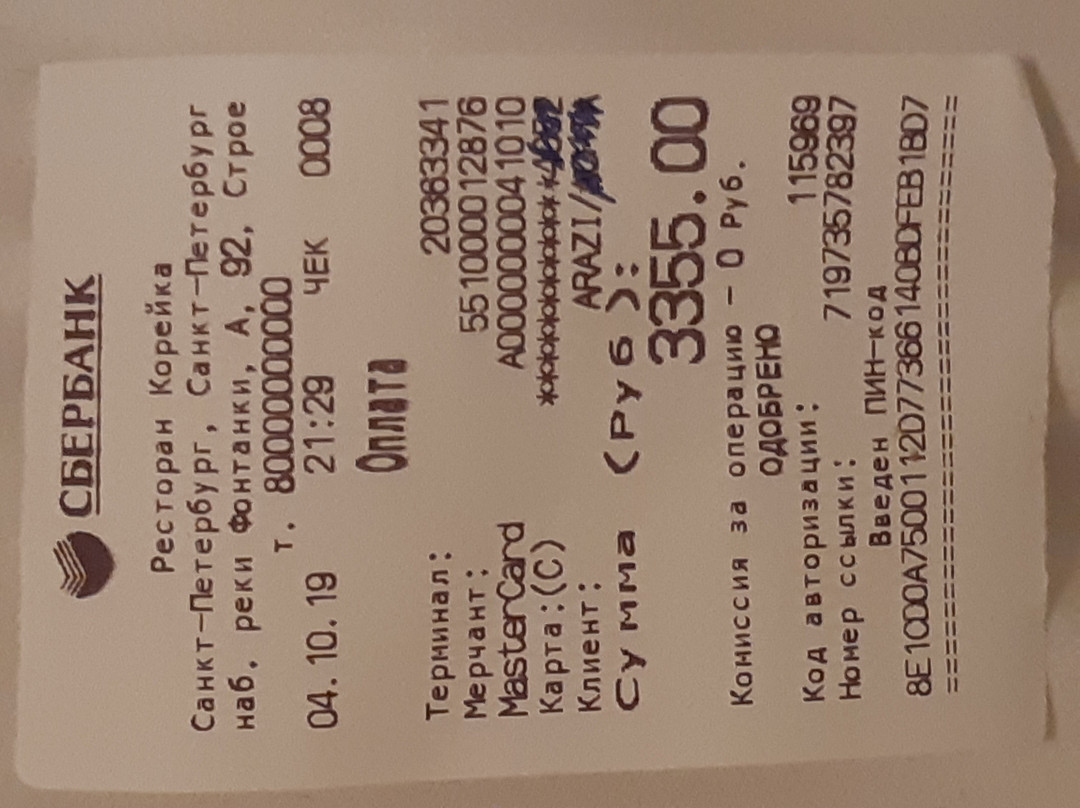 СБЕРБАНК
Ресторан Корейка
Санкт-Петербург, Санкт-Петербург
наб. реки Фонтанки, А, 92, Строе
т. 80000000000
04.10.19 21:29 ЧЕК 0008
Оплата
Терминал: 20363341
Мерчант: 551000012876
MasterCard A0000000041010
Карта:(C)
Клиент: ARAZI/
Сумма (Руб):
3355.00
Комиссия за операцию – 0 Руб.
ОДОБРЕНО
Код авторизации: 115969
Номер ссылки: 719735782397
Введен ПИН-код
8E1000A7500112D77366140BDFEB1BD7
================================